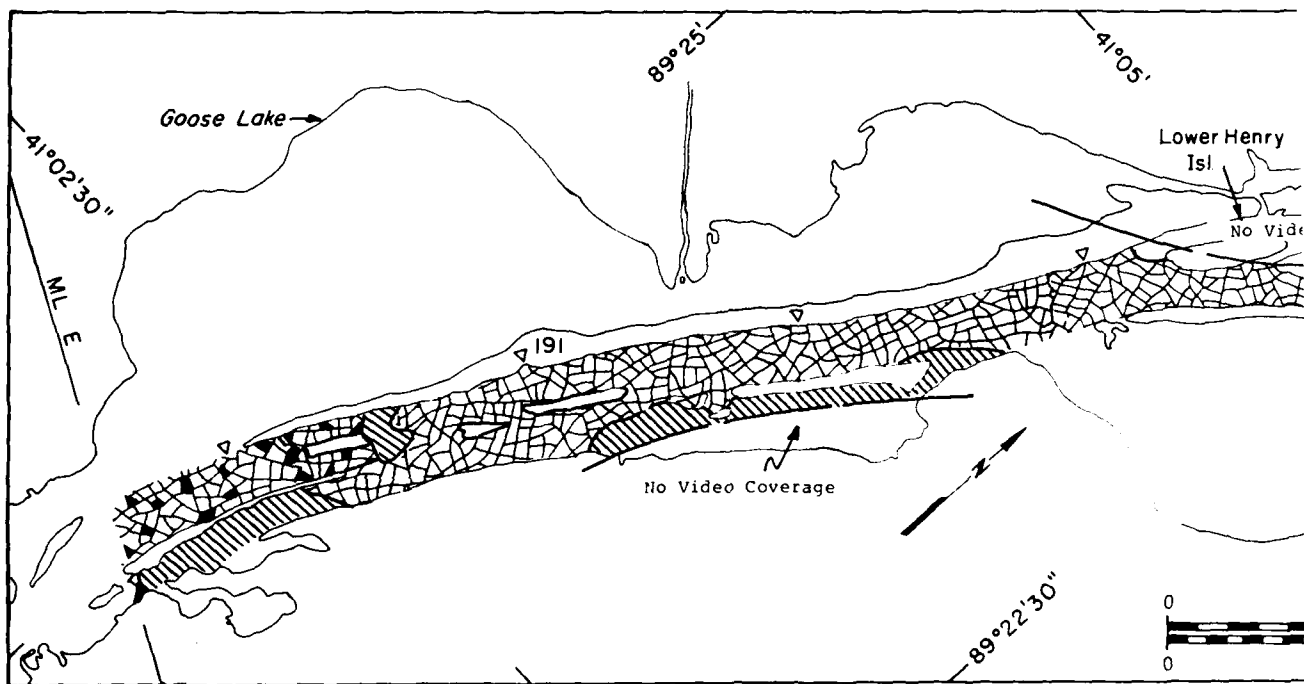 89°25'
41°05'
Goose Lake
41°02'30"
Lower Henry
Isl
No Vide
ML E
191
No Video Coverage
N
89°22'30"
0
0